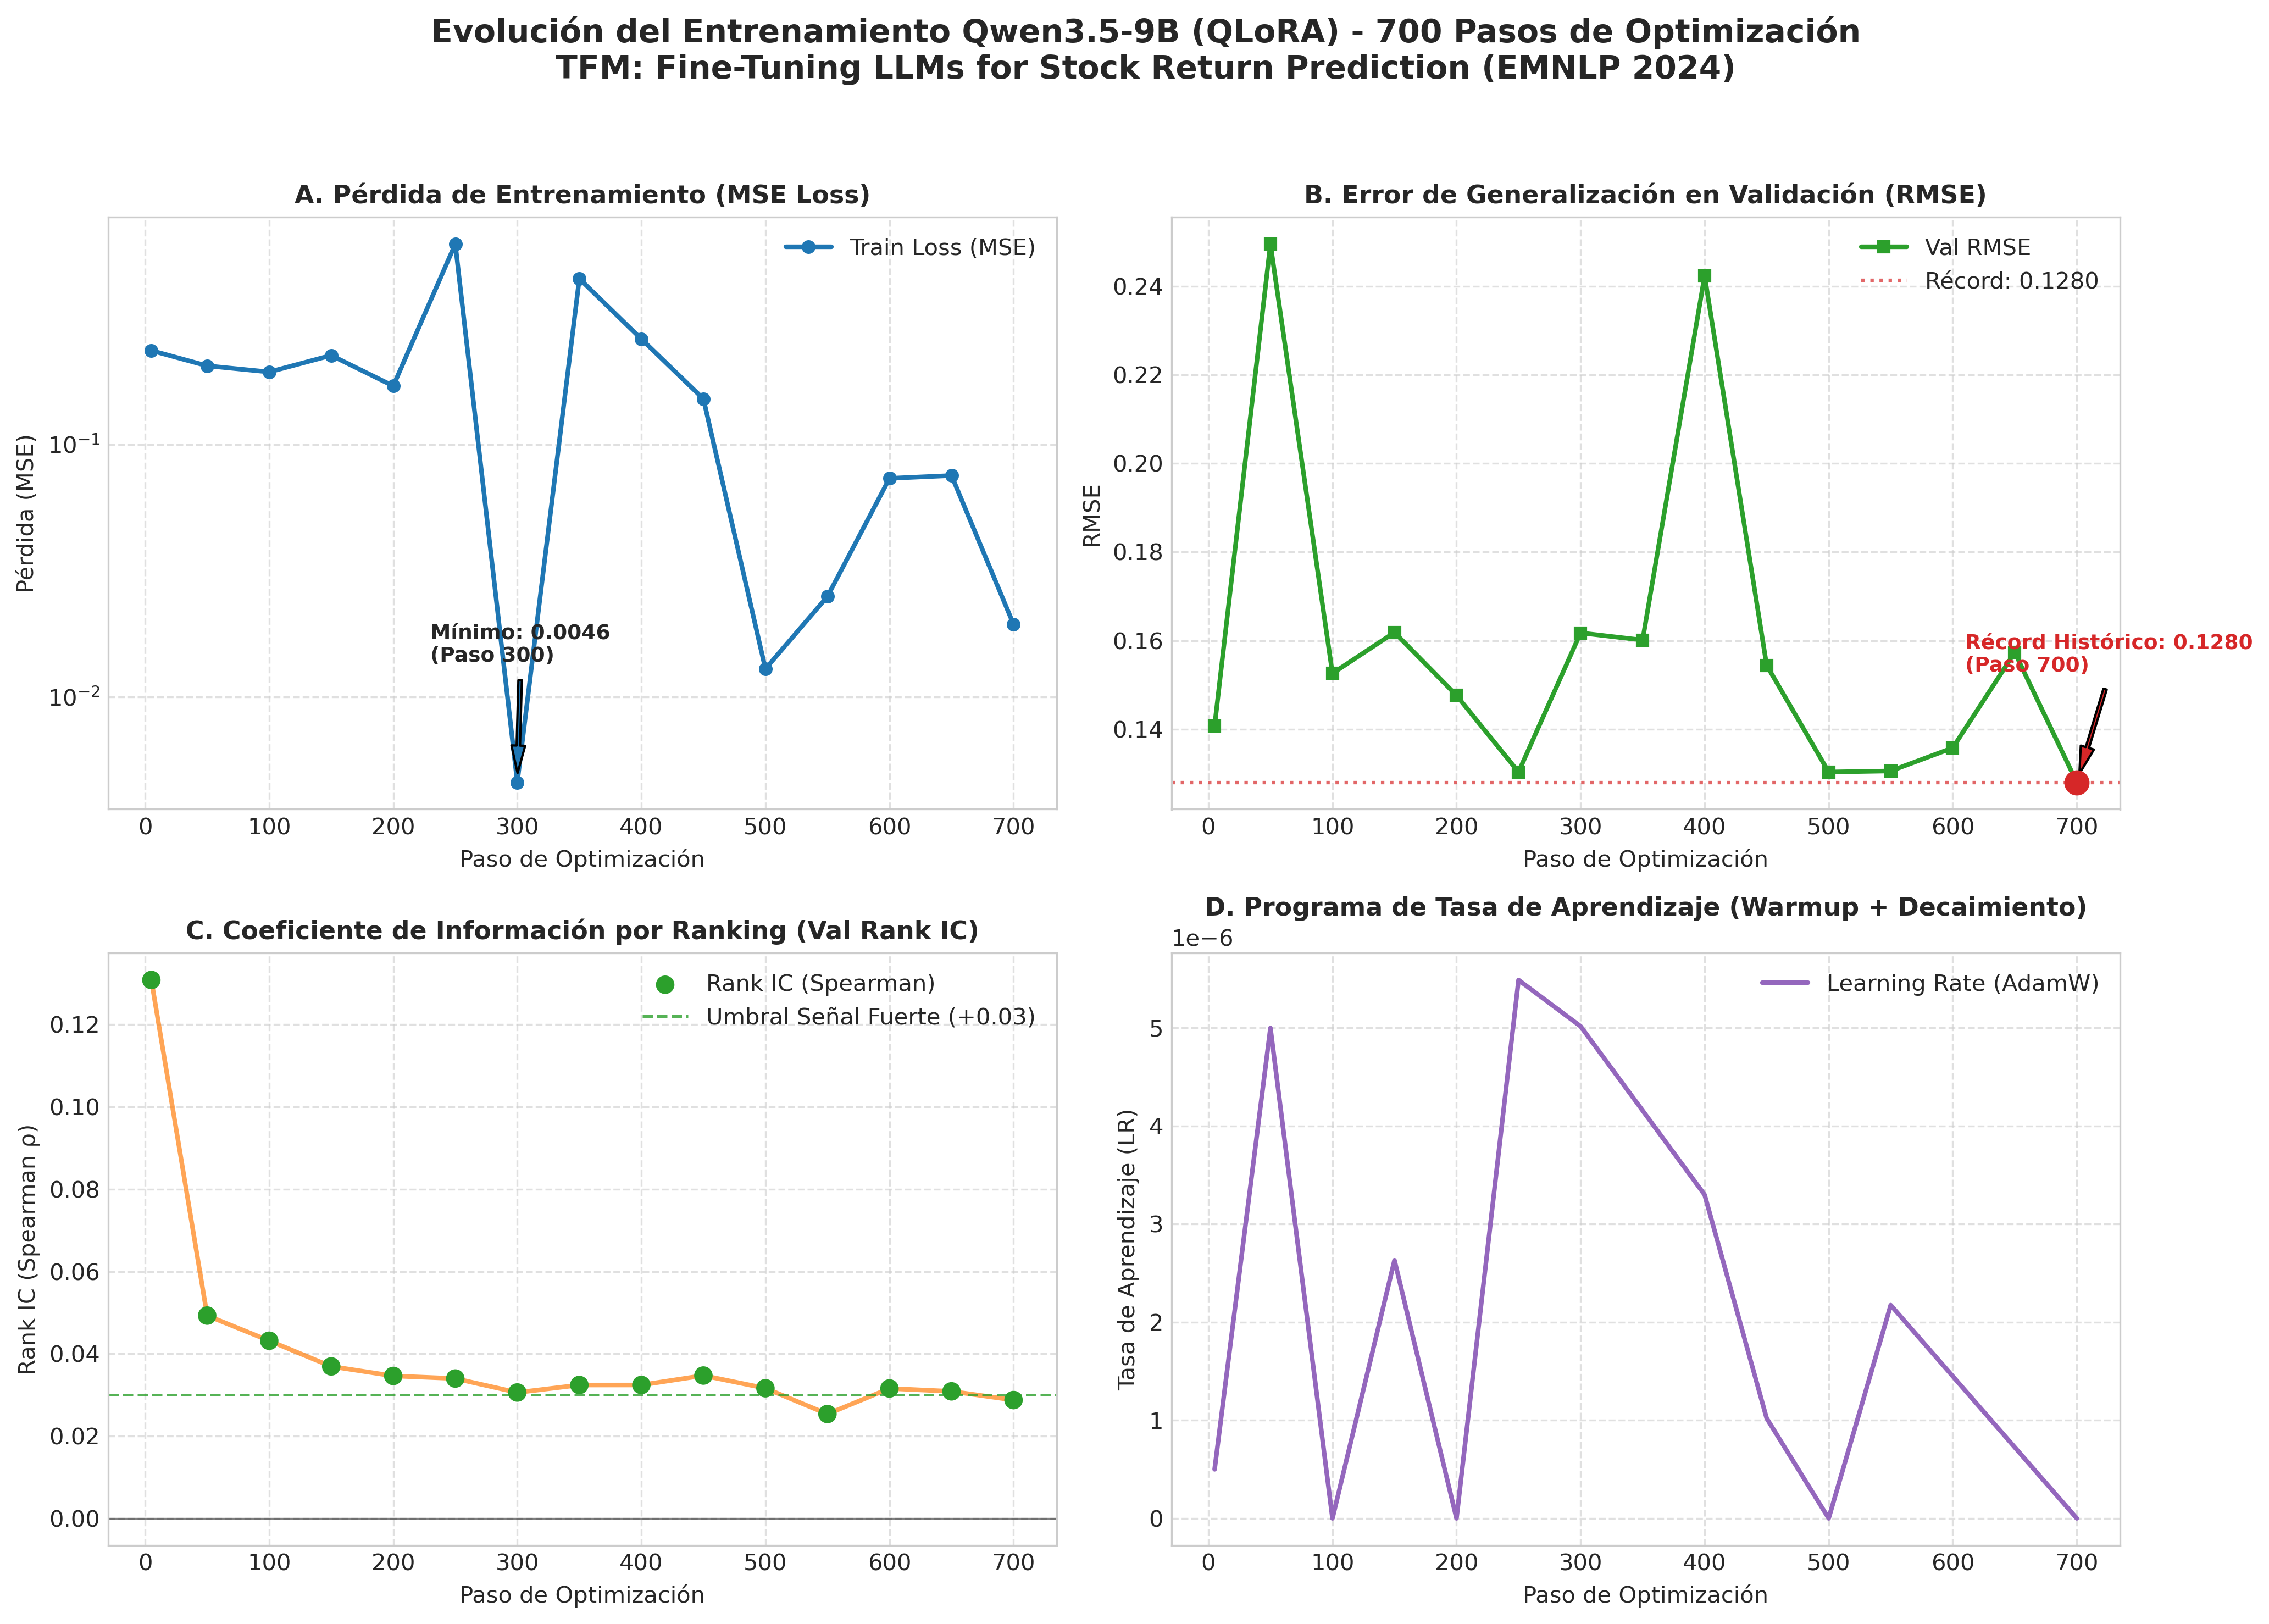 Evolución del Entrenamiento Qwen3.5-9B (QLoRA) - 700 Pasos de Optimización
TFM: Fine-Tuning LLMs for Stock Return Prediction (EMNLP 2024)
A. Pérdida de Entrenamiento (MSE Loss)
Train Loss (MSE)
Pérdida (MSE)
10⁻¹
10⁻²
Mínimo: 0.0046
(Paso 300)
0 100 200 300 400 500 600 700
Paso de Optimización
B. Error de Generalización en Validación (RMSE)
Val RMSE
Récord: 0.1280
RMSE
0.24
0.22
0.20
0.18
0.16
0.14
Récord Histórico: 0.1280
(Paso 700)
0 100 200 300 400 500 600 700
Paso de Optimización
C. Coeficiente de Información por Ranking (Val Rank IC)
Rank IC (Spearman)
Umbral Señal Fuerte (+0.03)
Rank IC (Spearman ρ)
0.12
0.10
0.08
0.06
0.04
0.02
0.00
0 100 200 300 400 500 600 700
Paso de Optimización
D. Programa de Tasa de Aprendizaje (Warmup + Decaimiento)
1e−6
Learning Rate (AdamW)
Tasa de Aprendizaje (LR)
5
4
3
2
1
0
0 100 200 300 400 500 600 700
Paso de Optimización